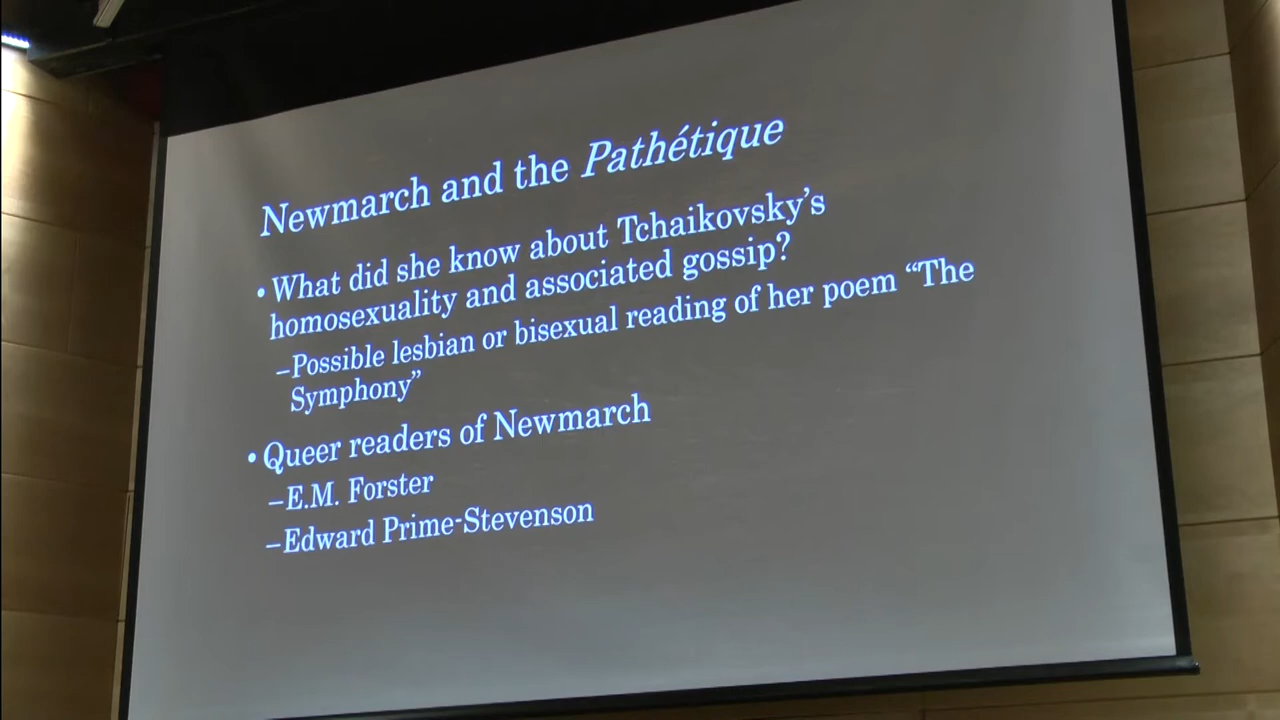 Newmarch and the Pathétique
• What did she know about Tchaikovsky’s
homosexuality and associated gossip?
–Possible lesbian or bisexual reading of her poem “The
Symphony”
• Queer readers of Newmarch
–E.M. Forster
–Edward Prime-Stevenson